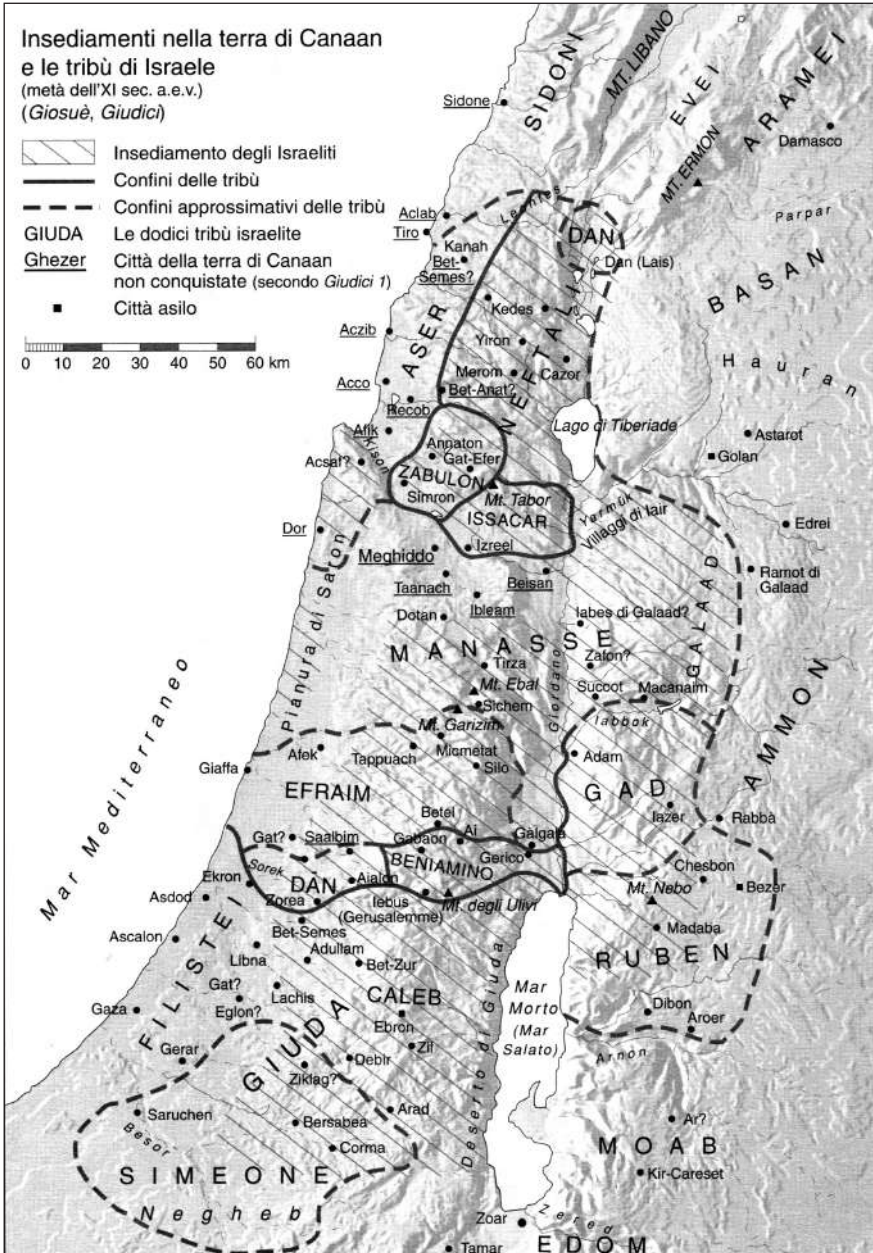 Insediamenti nella terra di Canaan
e le tribù di Israele
(metà dell'XI sec. a.e.v.)
(Giosuè, Giudici)
Insediamento degli Israeliti
Confini delle tribù
Confini approssimativi delle tribù
GIUDA Le dodici tribù israelite
Ghezer Città della terra di Canaan
non conquistate (secondo Giudici 1)
Città asilo
0 10 20 30 40 50 60 km
SIDONI
MT. LIBANO
EVEI
ARAMEI
Sidone
Damasco
MT. ERMON
Parpar
Leontes
Aclab
Tiro
DAN
Kanah
Bet-
Semes?
Dan (Lais)
BASAN
Kedes
NEFTALI
ASER
Aczib
Yiron
Merom
Cazor
Hauran
Acco
Bet-Anat?
Recob
Lago di Tiberiade
Afik
Kison
Annaton
Astarot
Gat-Efer
Golan
Acsaf?
ZABULON
Simron
Mt. Tabor
ISSACAR
Yarmûk
Villaggi di Iair
Edrei
Dor
Izreel
Meghiddo
Taanach
Beisan
Ramot di
Galaad
Ibleam
Pianura di Saron
Dotan
Iabes di Galaad?
GALAAD
MANASSE
Tirza
Zafon?
Mt. Ebal
Sichem
Succot
Macanaim
Giordano
Iabbok
Mt. Garizim
Mar Mediterraneo
Afek
Tappuach
Micmetat
Adam
AMMON
Giaffa
Silo
EFRAIM
GAD
Iazer
Rabbà
Betel
Gat?
Saalbim
Gabaon
Ai
Galgala
BENIAMINO
Gerico
Sorek
Ekron
DAN
Aialon
Chesbon
Mt. Nebo
Bezer
Asdod
Zorea
Iebus
(Gerusalemme)
Mt. degli Ulivi
Bet-Semes
Madaba
Ascalon
Adullam
Libna
Bet-Zur
RUBEN
FILISTEI
Gat?
Lachis
CALEB
Mar
Morto
(Mar
Salato)
Gaza
Eglon?
Ebron
Dibon
Aroer
GIUDA
Zif
Deserto di Giuda
Arnon
Gerar
Debir
Ziklag?
Saruchen
Arad
Ar?
Besor
Bersabea
MOAB
Corma
Kir-Careset
SIMEONE
Negheb
Zoar
Zered
EDOM
Tamar